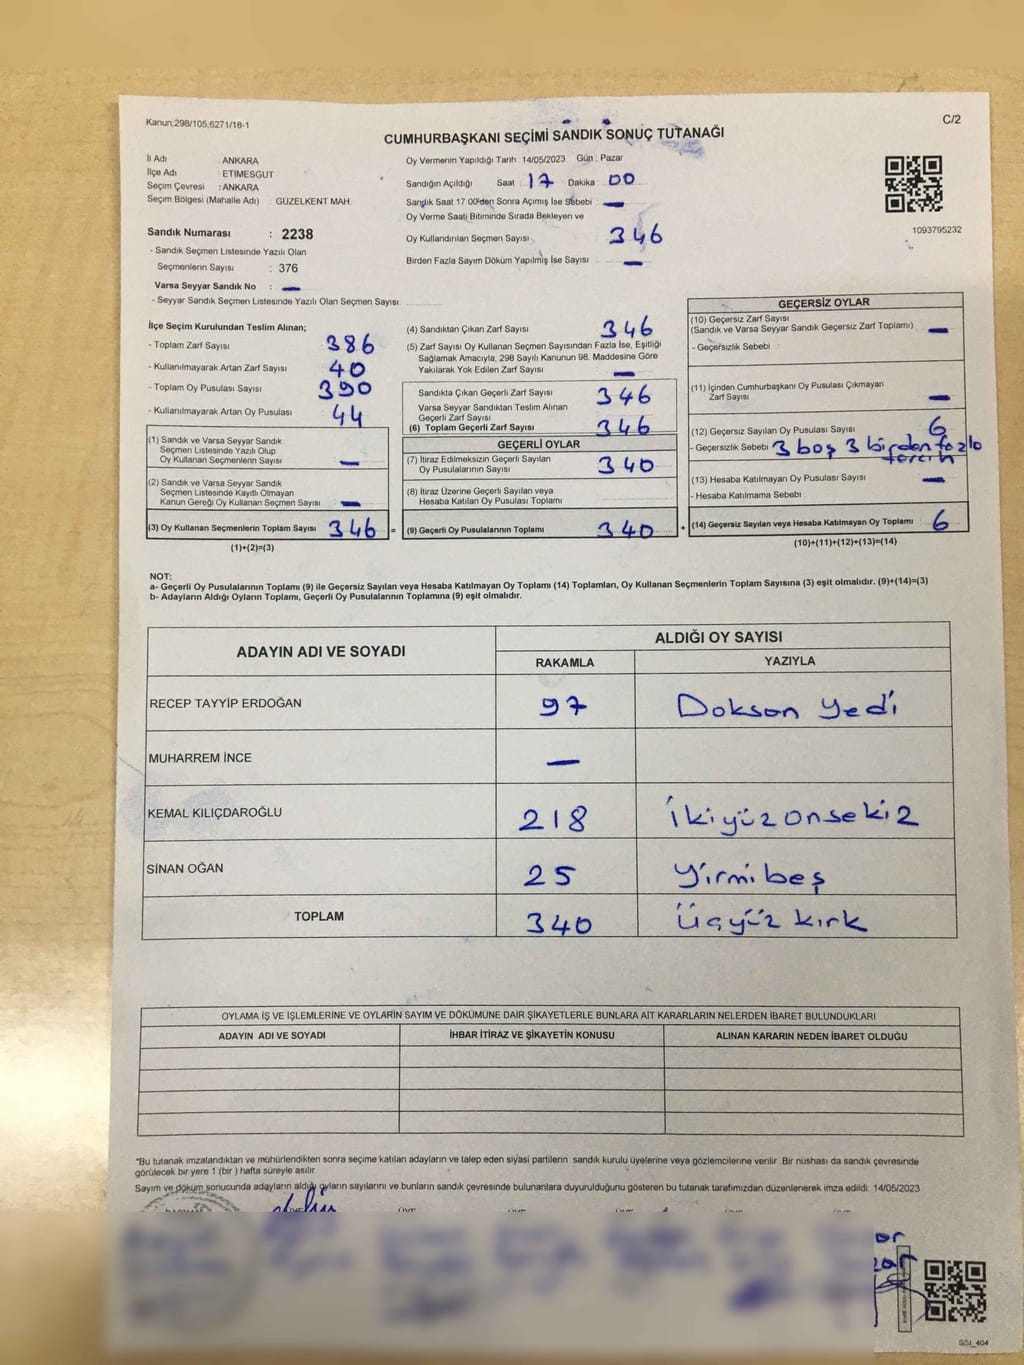 Kanun:298/105,6271/18-1
C/2
CUMHURBAŞKANI SEÇİMİ SANDIK SONUÇ TUTANAĞI
İl Adı ANKARA
İlçe Adı ETİMESGUT
Seçim Çevresi : ANKARA
Seçim Bölgesi (Mahalle Adı) : GÜZELKENT MAH.
Sandık Numarası : 2238
- Sandık Seçmen Listesinde Yazılı Olan
Seçmenlerin Sayısı : 376
Varsa Seyyar Sandık No : —
- Seyyar Sandık Seçmen Listesinde Yazılı Olan Seçmen Sayısı:
Oy Vermenin Yapıldığı Tarih 14/05/2023 Gün : Pazar
Sandığın Açıldığı Saat 17 Dakika 00
Sandık Saat 17.00'den Sonra Açımış İse Sebebi : —
Oy Verme Saati Bitiminde Sırada Bekleyen ve
Oy Kullandırılan Seçmen Sayısı 346
Birden Fazla Sayım Döküm Yapılmış İse Sayısı : —
1093795232
İlçe Seçim Kurulundan Teslim Alınan;
- Toplam Zarf Sayısı 386
- Kullanılmayarak Artan Zarf Sayısı 40
- Toplam Oy Pusulası Sayısı 390
- Kullanılmayarak Artan Oy Pusulası 44
(1) Sandık ve Varsa Seyyar Sandık
Seçmen Listesinde Yazılı Olup
Oy Kullanan Seçmenlerin Sayısı —
(2) Sandık ve Varsa Seyyar Sandık
Seçmen Listesinde Kayıtlı Olmayan
Kanun Gereği Oy Kullanan Seçmen Sayısı —
(3) Oy Kullanan Seçmenlerin Toplam Sayısı 346 =
(1)+(2)=(3)
(4) Sandıktan Çıkan Zarf Sayısı 346
(5) Zarf Sayısı Oy Kullanan Seçmen Sayısından Fazla İse, Eşitliği
Sağlamak Amacıyla; 298 Sayılı Kanunun 98. Maddesine Göre
Yakılarak Yok Edilen Zarf Sayısı —
Sandıkta Çıkan Geçerli Zarf Sayısı 346
Varsa Seyyar Sandıktan Teslim Alınan
Geçerli Zarf Sayısı
(6) Toplam Geçerli Zarf Sayısı 346
GEÇERLİ OYLAR
(7) İtiraz Edilmeksizin Geçerli Sayılan
Oy Pusulalarının Sayısı 340
(8) İtiraz Üzerine Geçerli Sayılan veya
Hesaba Katılan Oy Pusulası Toplamı
(9) Geçerli Oy Pusulalarının Toplamı 340 +
GEÇERSİZ OYLAR
(10) Geçersiz Zarf Sayısı
(Sandık ve Varsa Seyyar Sandık Geçersiz Zarf Toplamı) —
- Geçersizlik Sebebi :
(11) İçinden Cumhurbaşkanı Oy Pusulası Çıkmayan
Zarf Sayısı —
(12) Geçersiz Sayılan Oy Pusulası Sayısı 6
- Geçersizlik Sebebi 3 boş 3 birden fazla
tercih
(13) Hesaba Katılmayan Oy Pusulası Sayısı —
- Hesaba Katılmama Sebebi :
(14) Geçersiz Sayılan veya Hesaba Katılmayan Oy Toplamı 6
(10)+(11)+(12)+(13)=(14)
NOT:
a- Geçerli Oy Pusulalarının Toplamı (9) ile Geçersiz Sayılan veya Hesaba Katılmayan Oy Toplamı (14) Toplamları, Oy Kullanan Seçmenlerin Toplam Sayısına (3) eşit olmalıdır. (9)+(14)=(3)
b- Adayların Aldığı Oyların Toplamı, Geçerli Oy Pusulalarının Toplamına (9) eşit olmalıdır.
ADAYIN ADI VE SOYADI ALDIĞI OY SAYISI
RAKAMLA YAZIYLA
RECEP TAYYİP ERDOĞAN 97 Doksan Yedi
MUHARREM İNCE —
KEMAL KILIÇDAROĞLU 218 İkiyüzonsekiz
SİNAN OĞAN 25 Yirmibeş
TOPLAM 340 Üçyüz kırk
OYLAMA İŞ VE İŞLEMLERİNE VE OYLARIN SAYIM VE DÖKÜMÜNE DAİR ŞİKAYETLERLE BUNLARA AİT KARARLARIN NELERDEN İBARET BULUNDUKLARI
ADAYIN ADI VE SOYADI İHBAR İTİRAZ VE ŞİKAYETİN KONUSU ALINAN KARARIN NEDEN İBARET OLDUĞU
*Bu tutanak imzalandıktan ve mühürlendikten sonra seçime katılan adayların ve talep eden siyasi partilerin sandık kurulu üyelerine veya gözlemcilerine verilir. Bir nüshası da sandık çevresinde
görülecek bir yere 1 (bir) hafta süreyle asılır.
Sayım ve döküm sonucunda adayların aldığı oyların sayılarını ve bunların sandık çevresinde bulunanlara duyurulduğunu gösteren bu tutanak tarafımızdan düzenlenerek imza edildi. 14/05/2023
SSI_404